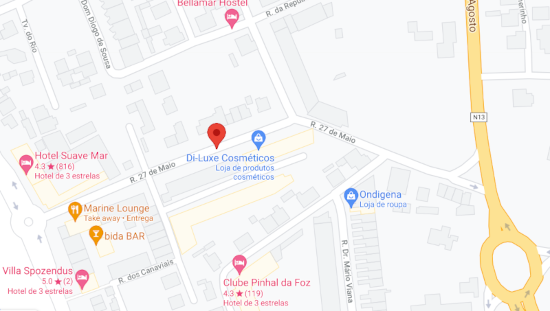 Bellamar Hostel
R. da Repu
Tv. do Rio
Dom Diogo de Sousa
Agosto
N13
R. 27 de Maio
Di-Luxe Cosméticos
Loja de produtos
cosméticos
Hotel Suave Mar
4.3★(816)
Hotel de 3 estrelas
R. 27 de Maio
Marine Lounge
Take away • Entrega
bida BAR
Ondigena
Loja de roupa
R. Dr. Mário Viana
Villa Spozendus
5.0★(2)
Hotel de 3 estrelas
R. dos Canaviais
Clube Pinhal da Foz
4.3★(119)
Hotel de 3 estrelas